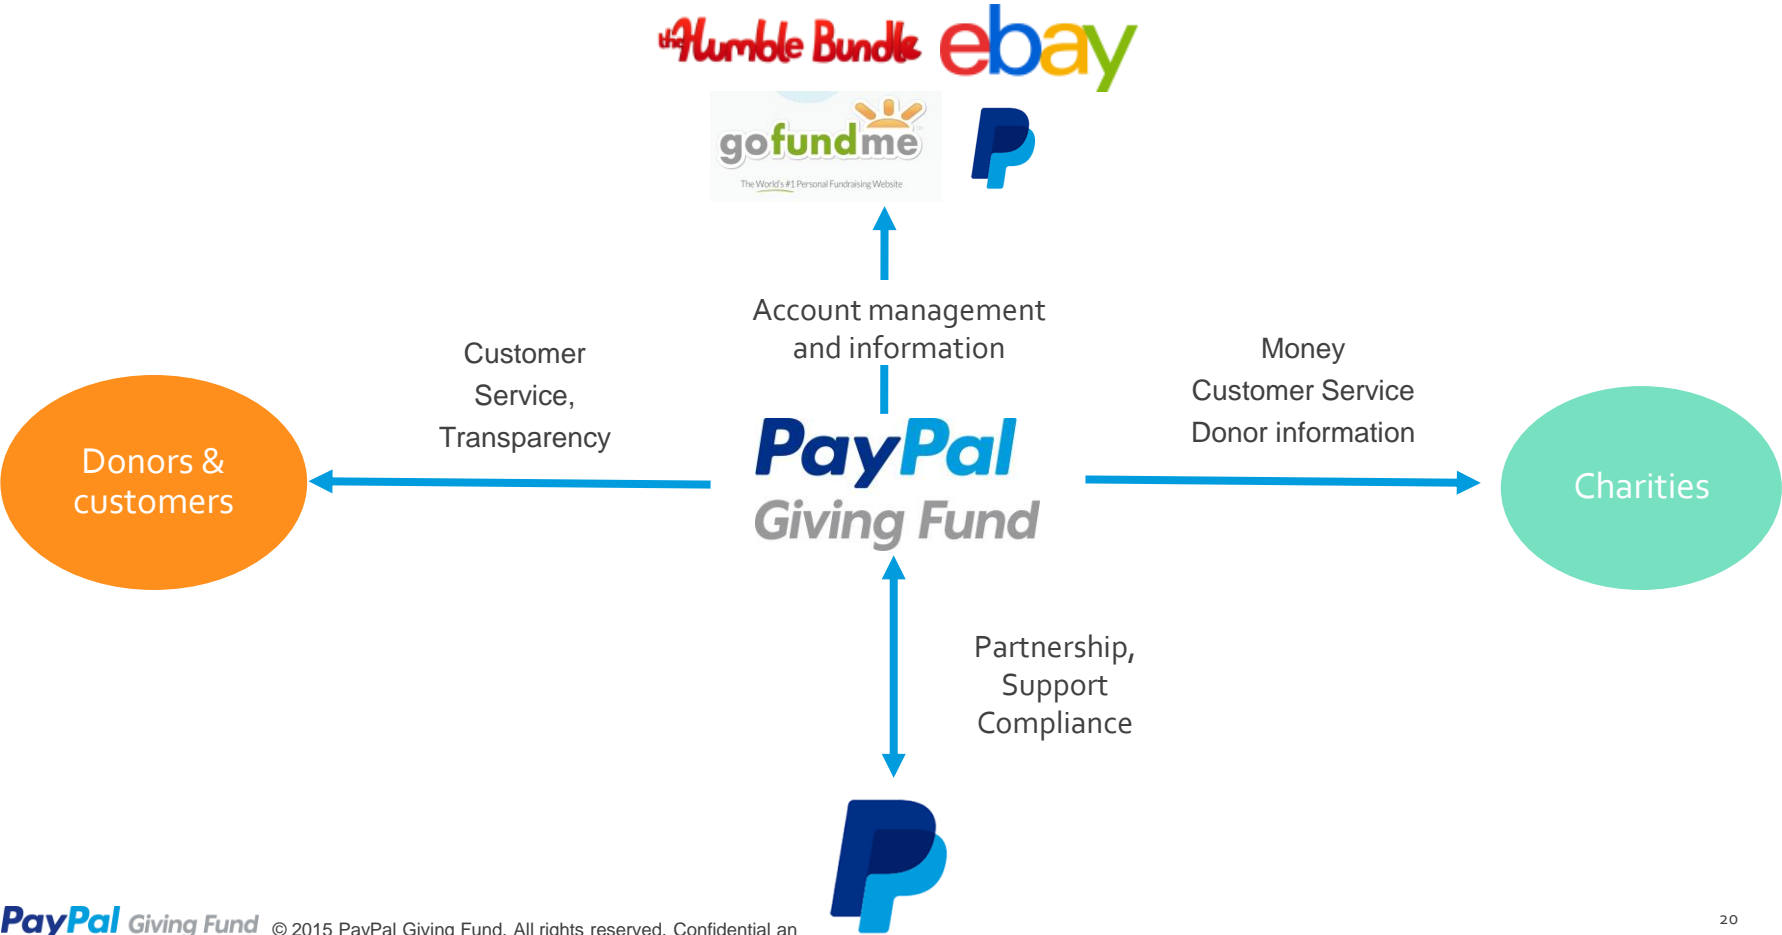 the Humble Bundle ebay
gofundme
The World's #1 Personal Fundraising Website
Account management
and information
Customer
Service,
Transparency
Money
Customer Service
Donor information
Donors &
customers
PayPal
Giving Fund
Charities
Partnership,
Support
Compliance
PayPal Giving Fund © 2015 PayPal Giving Fund. All rights reserved. Confidential an
20